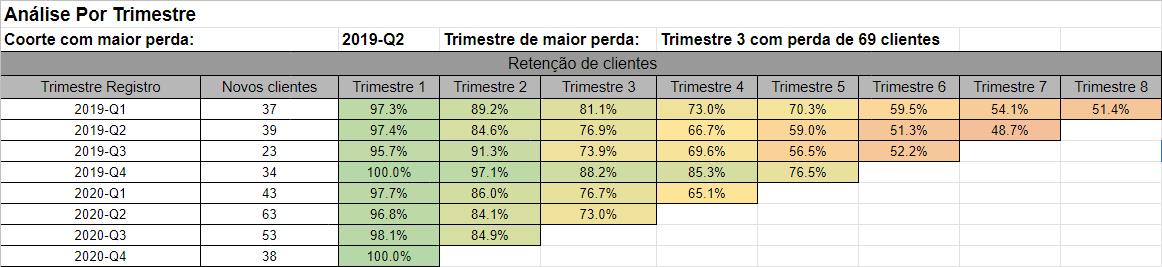 Análise Por Trimestre
Coorte com maior perda: 2019-Q2 Trimestre de maior perda: Trimestre 3 com perda de 69 clientes
Retenção de clientes
Trimestre Registro Novos clientes Trimestre 1 Trimestre 2 Trimestre 3 Trimestre 4 Trimestre 5 Trimestre 6 Trimestre 7 Trimestre 8
2019-Q1 37 97.3% 89.2% 81.1% 73.0% 70.3% 59.5% 54.1% 51.4%
2019-Q2 39 97.4% 84.6% 76.9% 66.7% 59.0% 51.3% 48.7%
2019-Q3 23 95.7% 91.3% 73.9% 69.6% 56.5% 52.2%
2019-Q4 34 100.0% 97.1% 88.2% 85.3% 76.5%
2020-Q1 43 97.7% 86.0% 76.7% 65.1%
2020-Q2 63 96.8% 84.1% 73.0%
2020-Q3 53 98.1% 84.9%
2020-Q4 38 100.0%